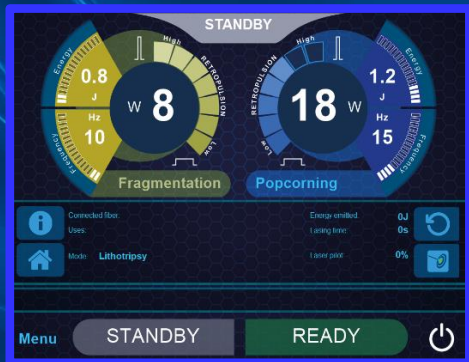 STANDBY
High
RETROPULSION
Low
Energy
0.8
J
Hz
10
Frequency
W 8
Fragmentation
High
RETROPULSION
Low
18 W
Energy
1.2
J
Hz
15
Frequency
Popcorning
Connected fiber:
Uses:
Mode: Lithotripsy
Energy emitted: 0J
Lasing time: 0s
Laser pilot: 0%
Menu
STANDBY
READY